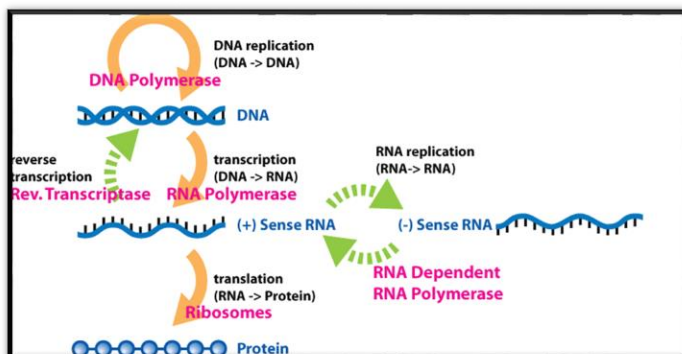 DNA replication
(DNA -> DNA)
DNA Polymerase
DNA
reverse
transcription
Rev. Transcriptase
transcription
(DNA -> RNA)
RNA Polymerase
RNA replication
(RNA-> RNA)
(+) Sense RNA
(-) Sense RNA
RNA Dependent
RNA Polymerase
translation
(RNA -> Protein)
Ribosomes
Protein